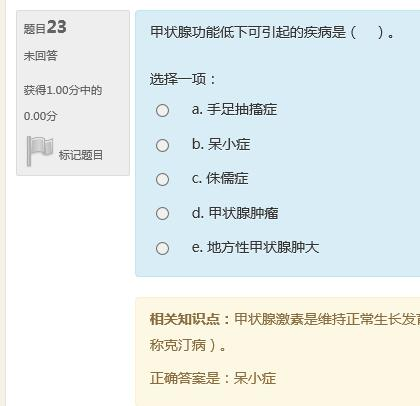 题目23
未回答
获得1.00分中的
0.00分
标记题目
甲状腺功能低下可引起的疾病是（  ）。
选择一项：
a. 手足抽搐症
b. 呆小症
c. 侏儒症
d. 甲状腺肿瘤
e. 地方性甲状腺肿大
相关知识点：甲状腺激素是维持正常生长发育
称克汀病）。
正确答案是：呆小症